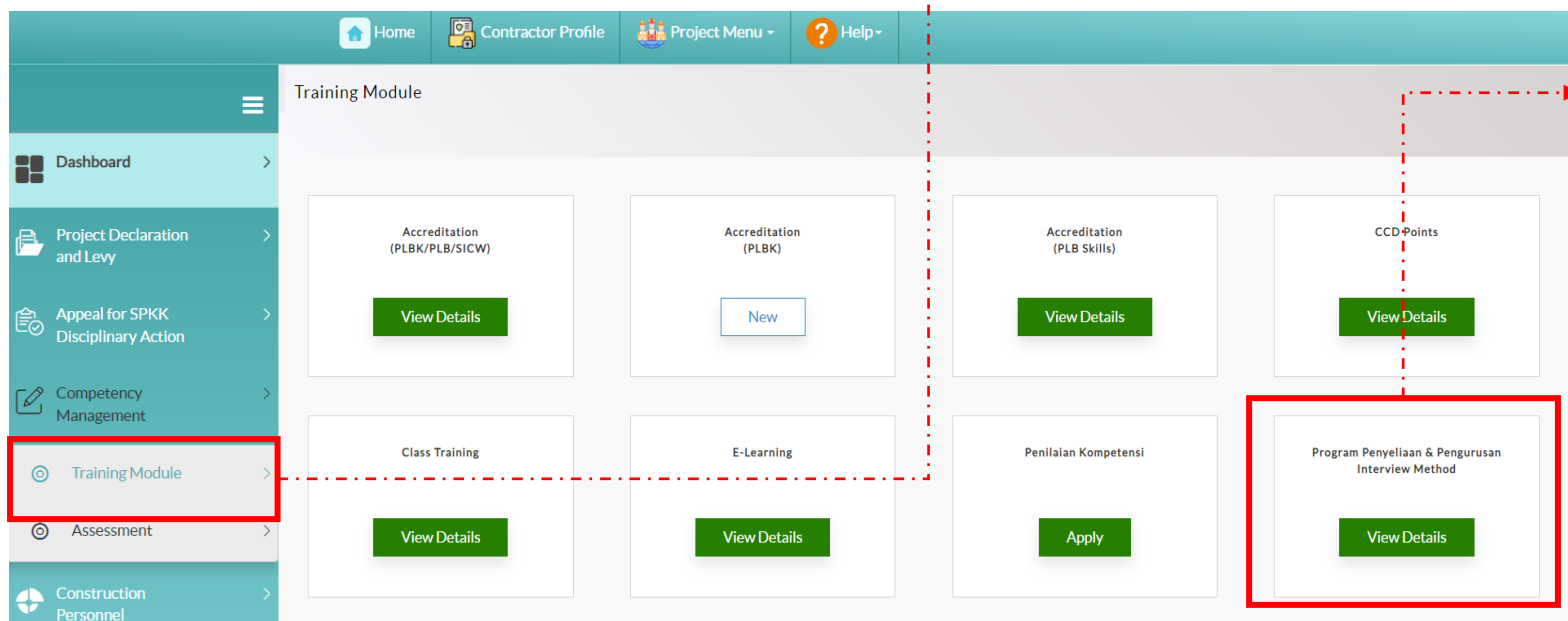 Home
Contractor Profile
Project Menu
Help
Training Module
Dashboard
Project Declaration
and Levy
Appeal for SPKK
Disciplinary Action
Competency
Management
Training Module
Assessment
Construction
Personnel
Accreditation
(PLBK/PLB/SICW)
View Details
Accreditation
(PLBK)
New
Accreditation
(PLB Skills)
View Details
CCD Points
View Details
Class Training
View Details
E-Learning
View Details
Penilaian Kompetensi
Apply
Program Penyeliaan & Pengurusan
Interview Method
View Details